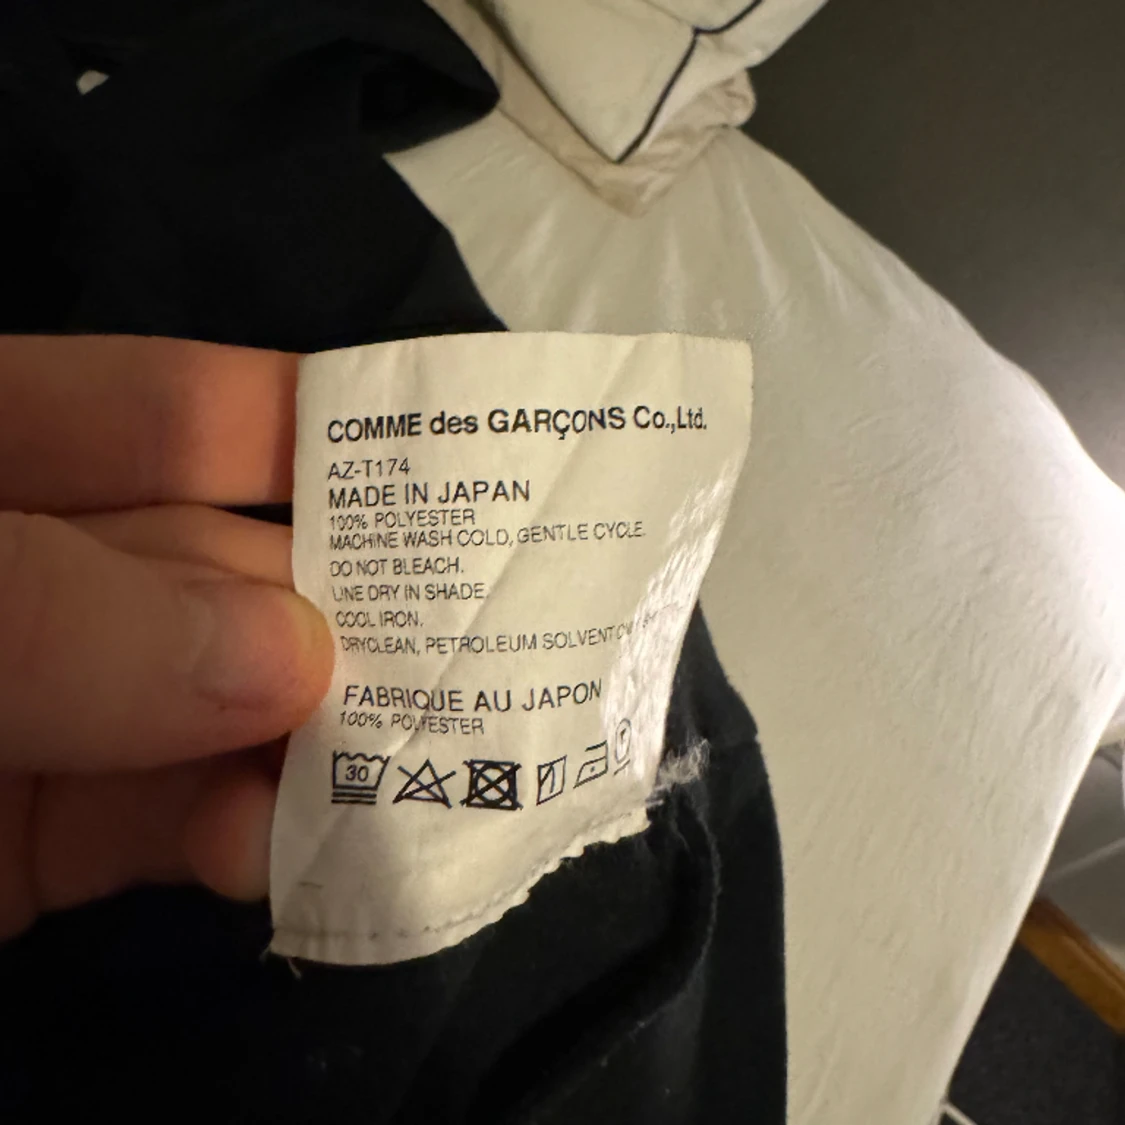 COMME des GARÇONS Co.,Ltd.
AZ-T174
MADE IN JAPAN
100% POLYESTER
MACHINE WASH COLD, GENTLE CYCLE.
DO NOT BLEACH.
LINE DRY IN SHADE.
COOL IRON.
DRYCLEAN, PETROLEUM SOLVENT
FABRIQUE AU JAPON
100% POLYESTER
30